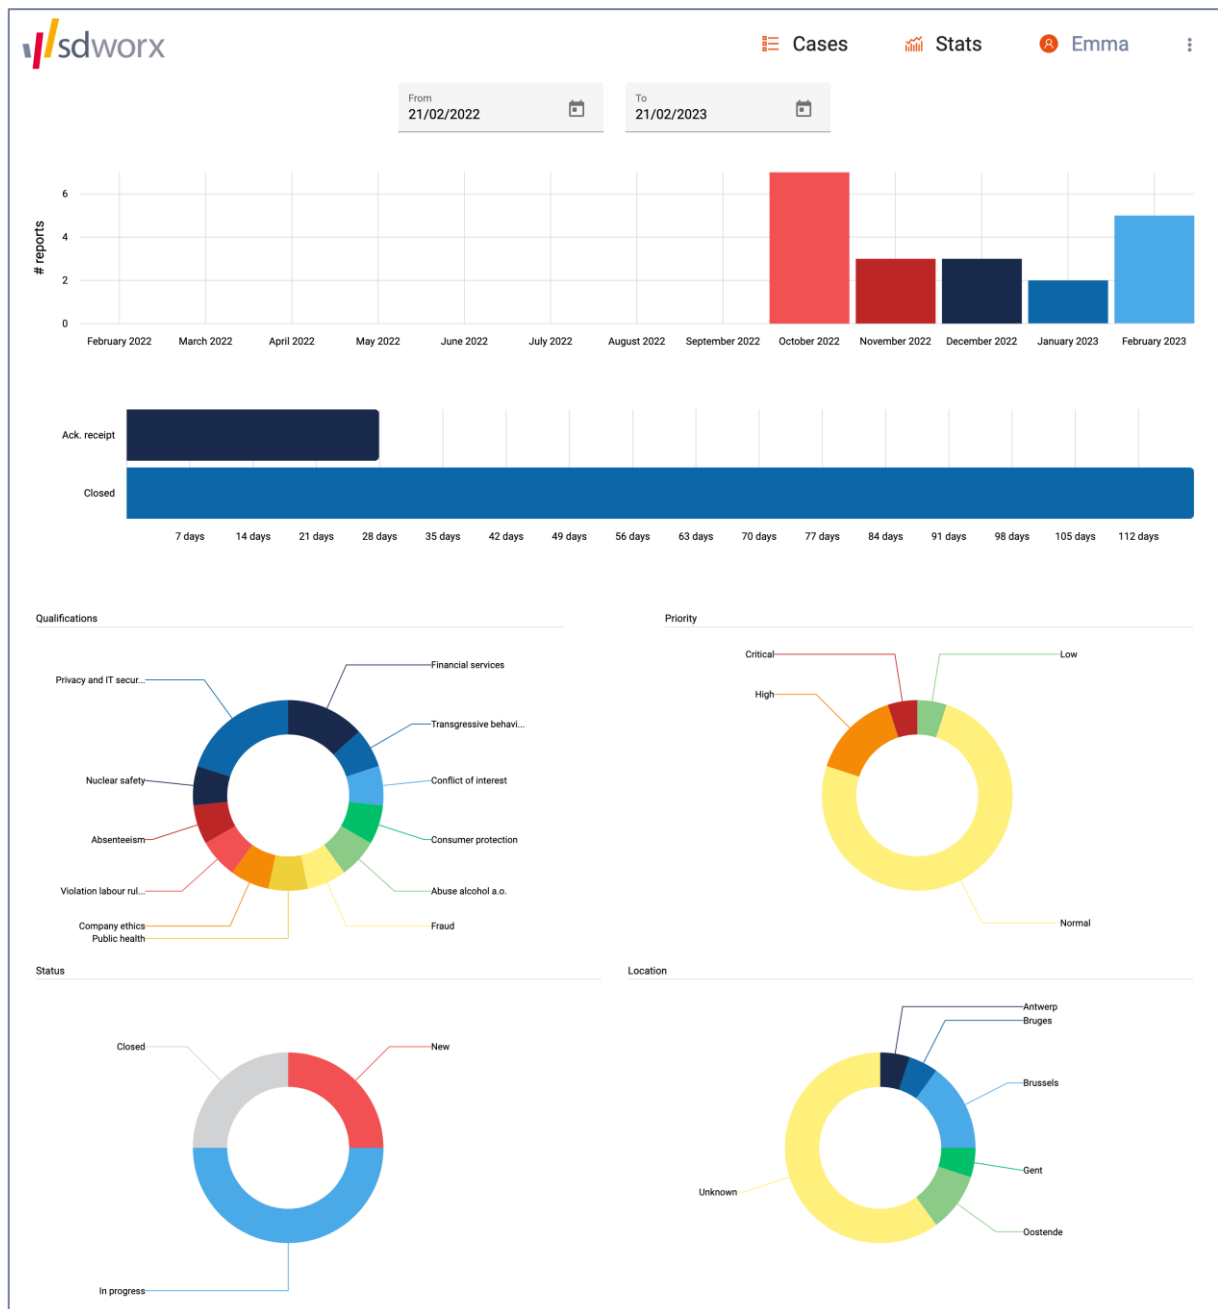 sdworx
Cases
Stats
Emma
From
21/02/2022
To
21/02/2023
# reports
6
4
2
0
February 2022
March 2022
April 2022
May 2022
June 2022
July 2022
August 2022
September 2022
October 2022
November 2022
December 2022
January 2023
February 2023
Ack. receipt
Closed
7 days
14 days
21 days
28 days
35 days
42 days
49 days
56 days
63 days
70 days
77 days
84 days
91 days
98 days
105 days
112 days
Qualifications
Financial services
Privacy and IT secur...
Transgressive behavi...
Nuclear safety
Conflict of interest
Absenteeism
Consumer protection
Violation labour rul...
Abuse alcohol a.o.
Company ethics
Fraud
Public health
Priority
Critical
Low
High
Normal
Status
Closed
New
In progress
Location
Antwerp
Bruges
Brussels
Gent
Unknown
Oostende